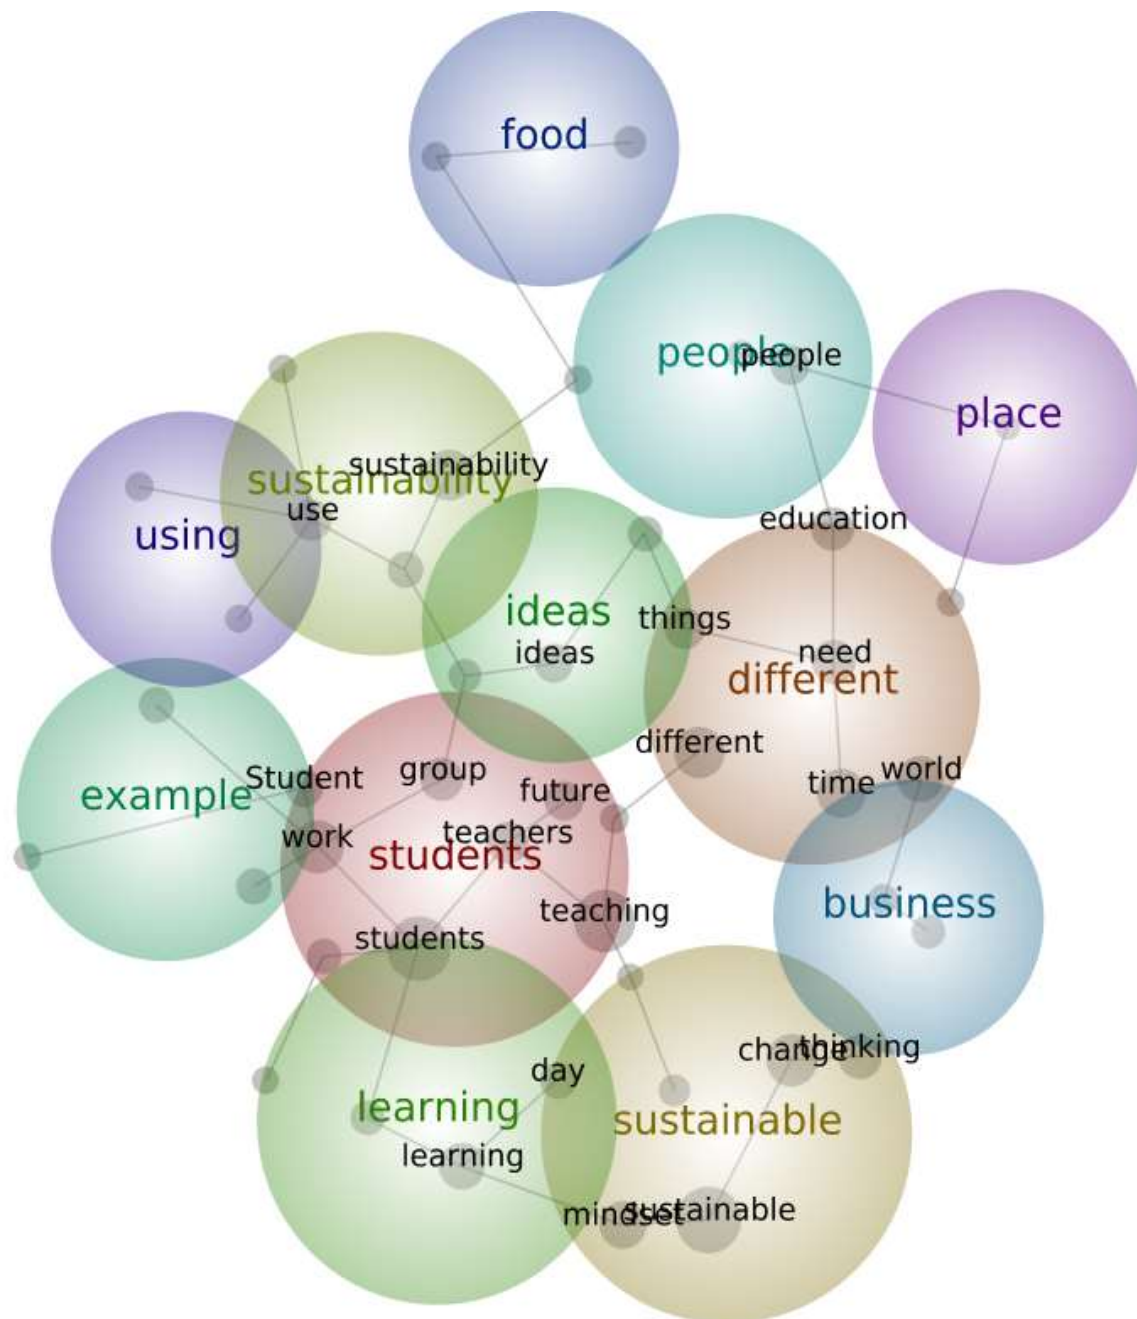 food
people
people
place
sustainability
sustainability
use
education
using
ideas
things
ideas
need
different
different
group
Student
world
time
future
example
teachers
work
students
business
teaching
students
change
thinking
day
learning
sustainable
learning
sustainable
mindset